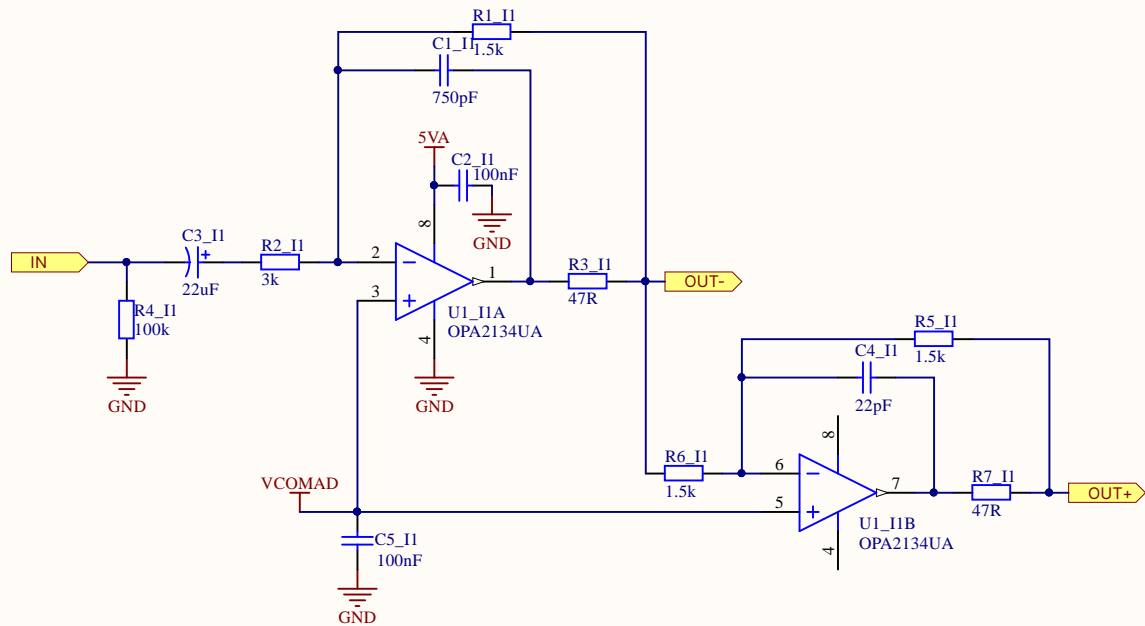 R1_I1
C1_I1
1.5k
750pF
5VA
C2_I1
100nF
8
GND
C3_I1
R2_I1
2
IN
+
22uF
3k
1
R3_I1
OUT-
3
47R
R4_I1
100k
U1_I1A
OPA2134UA
4
R5_I1
C4_I1
1.5k
GND
GND
22pF
8
R6_I1
6
VCOMAD
1.5k
7
R7_I1
OUT+
5
47R
U1_I1B
OPA2134UA
C5_I1
100nF
4
GND